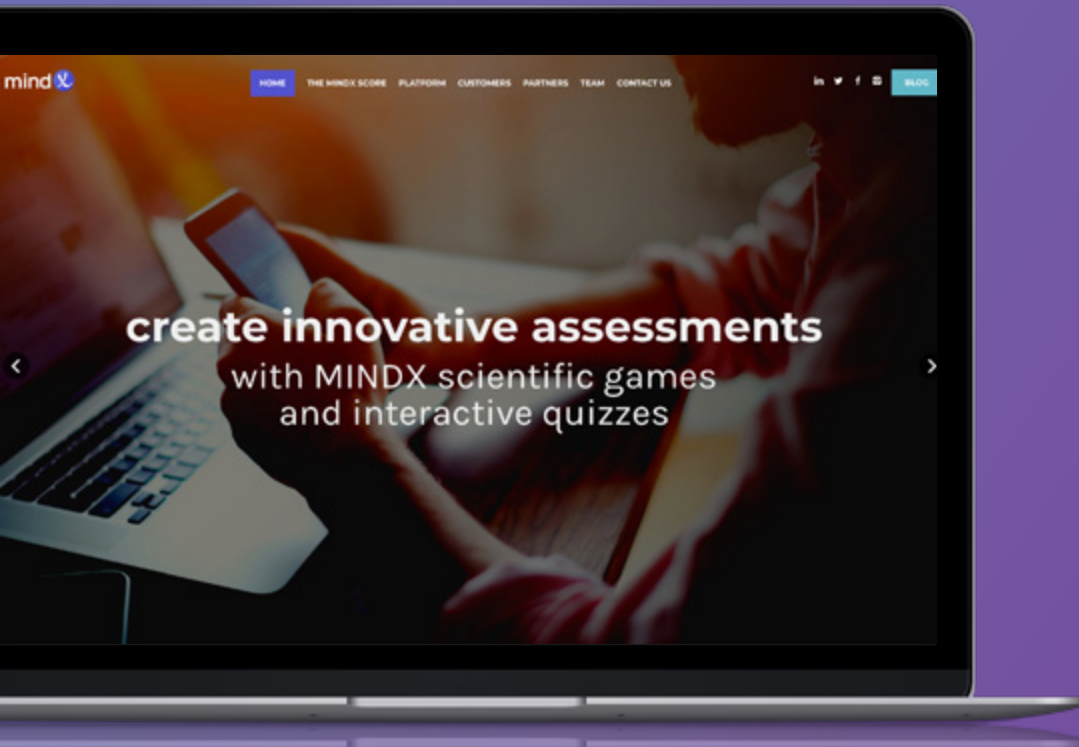 mind X
HOME THE MINDX SCORE PLATFORM CUSTOMERS PARTNERS TEAM CONTACT US
in f BLOG
create innovative assessments
with MINDX scientific games
and interactive quizzes